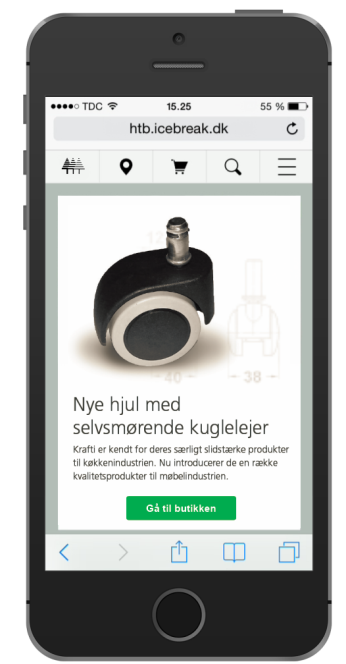 TDC 15.25 55 %
htb.icebreak.dk
40 38
Nye hjul med
selvsmørende kuglelejer
Krafti er kendt for deres særligt slidstærke produkter
til køkkenindustrien. Nu introducerer de en række
kvalitetsprodukter til møbelindustrien.
Gå til butikken